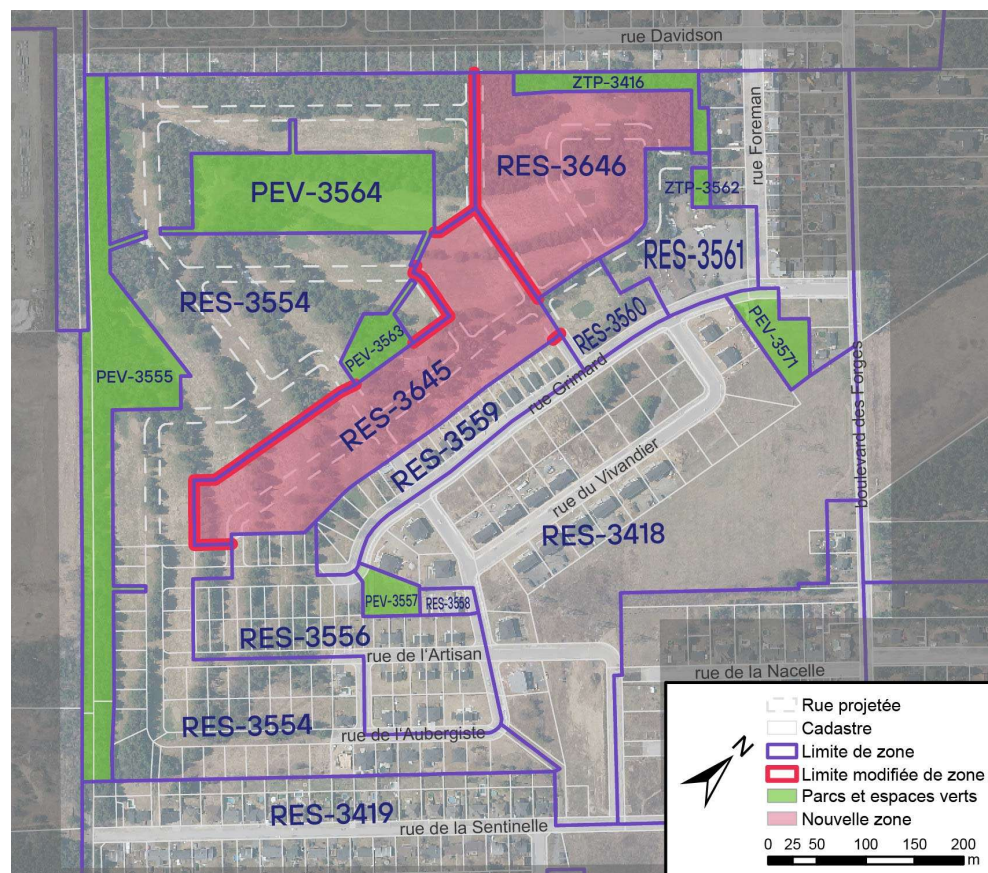 rue Davidson
ZTP-3416
RES-3646
rue Foreman
PEV-3564
ZTP-3562
RES-3561
RES-3554
RES-3560
PEV-3563
PEV-3571
PEV-3555
RES-3645
rue Grimard
RES-3559
boulevard des Forges
rue du Vivandier
RES-3418
PEV-3557
RES-3558
RES-3556
rue de l'Artisan
rue de la Nacelle
RES-3554
rue de l'Aubergiste
RES-3419
rue de la Sentinelle
N
Rue projetée
Cadastre
Limite de zone
Limite modifiée de zone
Parcs et espaces verts
Nouvelle zone
0 25 50 100 150 200
m